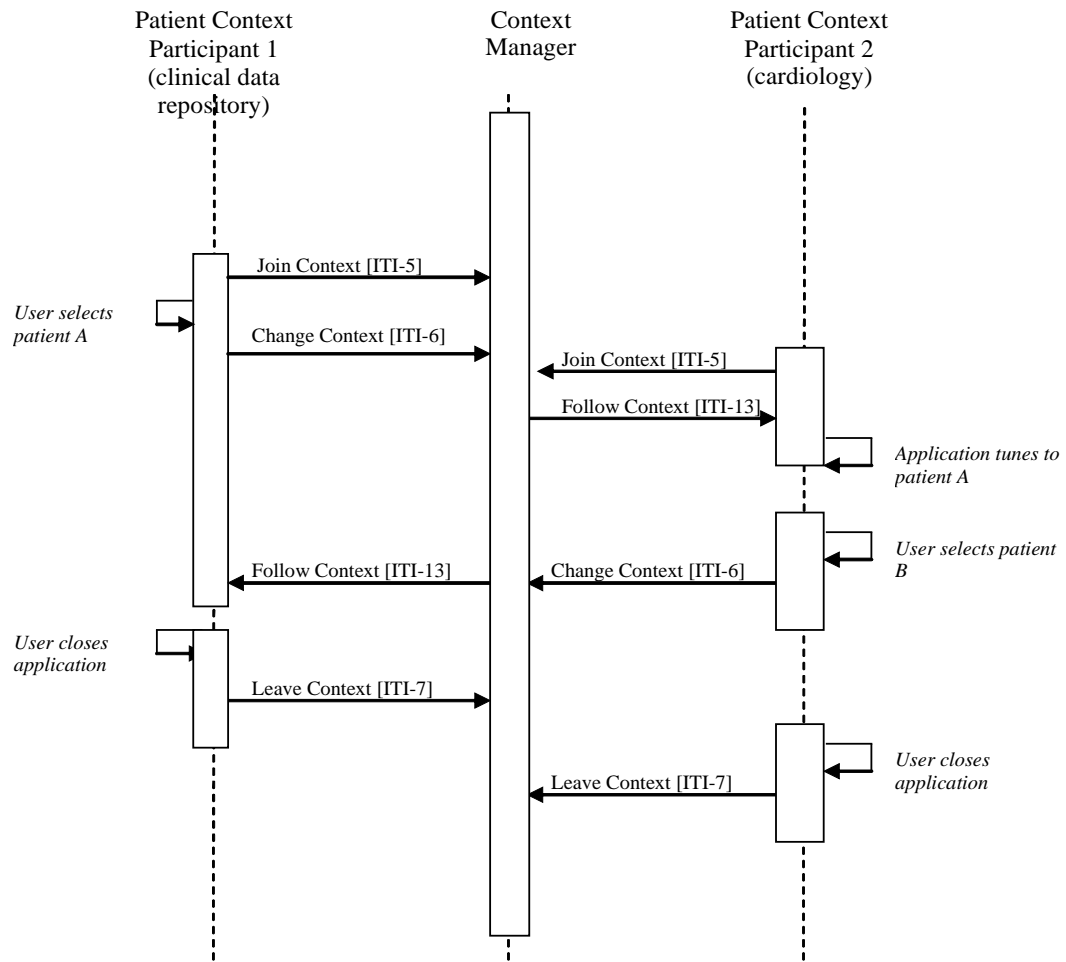 Patient Context
Participant 1
(clinical data
repository)
Context
Manager
Patient Context
Participant 2
(cardiology)
Join Context [ITI-5]
User selects
patient A
Change Context [ITI-6]
Join Context [ITI-5]
Follow Context [ITI-13]
Application tunes to
patient A
User selects patient
B
Follow Context [ITI-13]
Change Context [ITI-6]
User closes
application
Leave Context [ITI-7]
User closes
application
Leave Context [ITI-7]